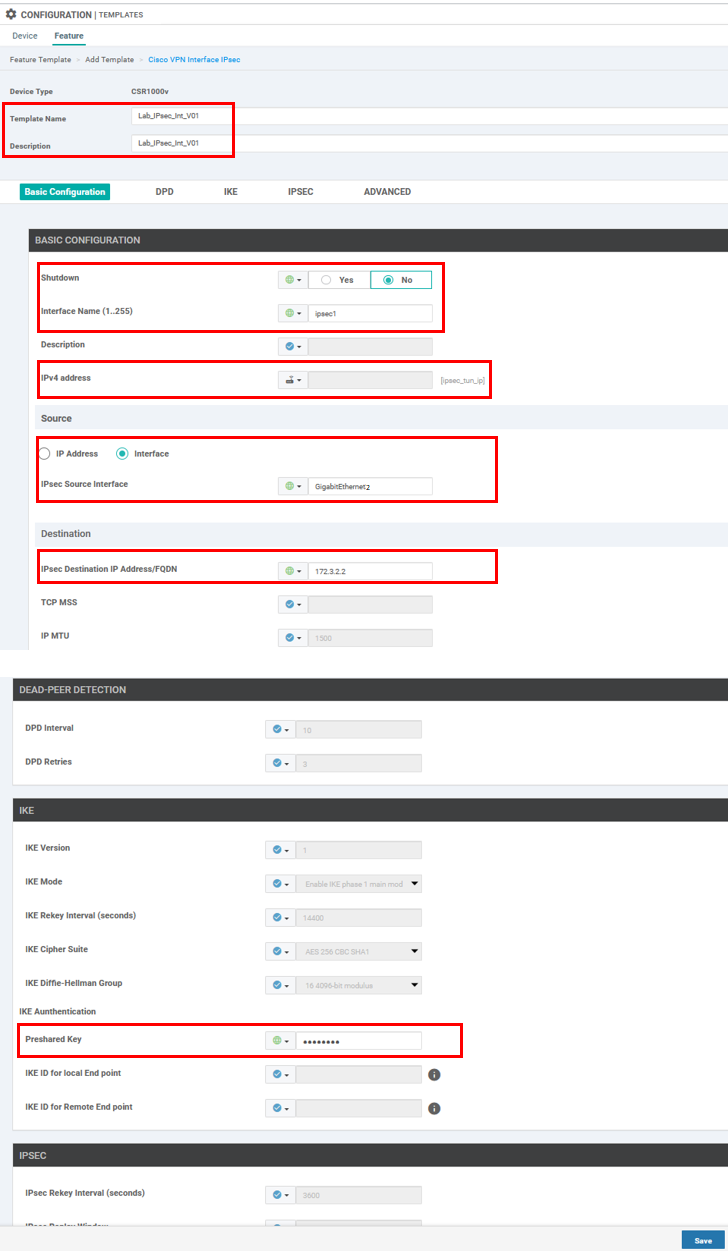 CONFIGURATION | TEMPLATES
Device Feature
Feature Template » Add Template » Cisco VPN Interface IPsec
Device Type CSR1000v
Template Name Lab_IPsec_Int_V01
Description Lab_IPsec_Int_V01
Basic Configuration DPD IKE IPSEC ADVANCED
BASIC CONFIGURATION
Shutdown Yes No
Interface Name (1..255) ipsec1
Description
IPv4 address [ipsec_tun_ip]
Source
IP Address Interface
IPsec Source Interface GigabitEthernet2
Destination
IPsec Destination IP Address/FQDN 172.3.2.2
TCP MSS
IP MTU 1500
DEAD-PEER DETECTION
DPD Interval 10
DPD Retries 3
IKE
IKE Version 1
IKE Mode Enable IKE phase 1 main mod
IKE Rekey Interval (seconds) 14400
IKE Cipher Suite AES 256 CBC SHA1
IKE Diffie-Hellman Group 16 4096-bit modulue
IKE Aunthentication
Preshared Key ••••••••
IKE ID for local End point
IKE ID for Remote End point
IPSEC
IPsec Rekey Interval (seconds) 3600
IPsec Replay Window
Save